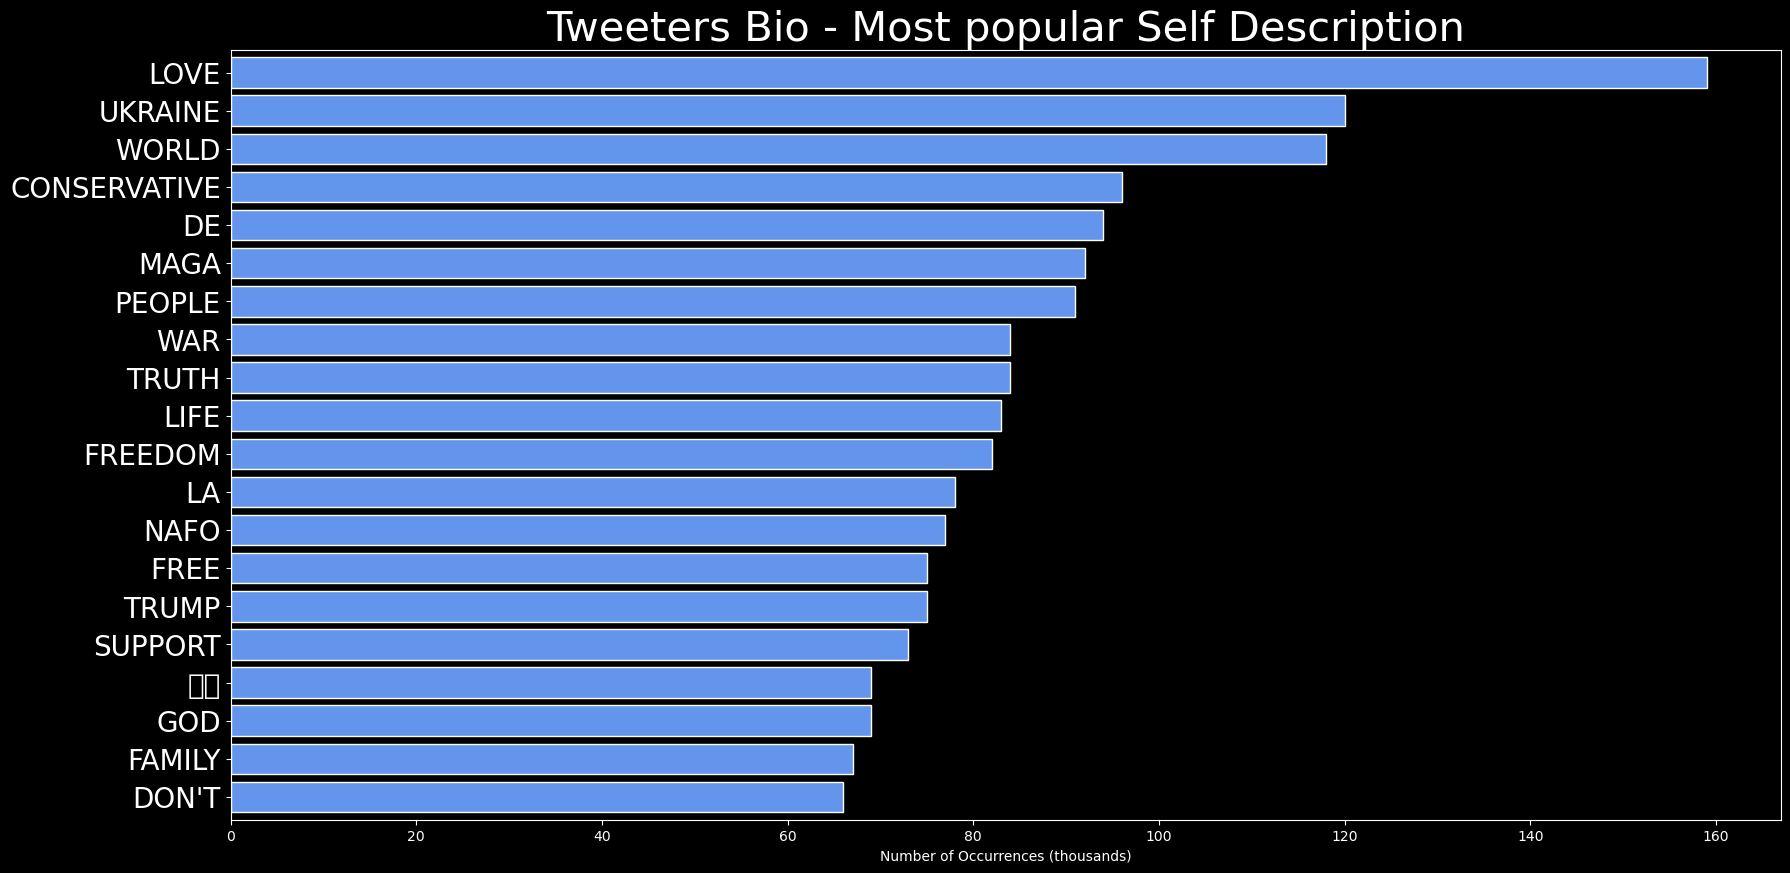 Tweeters Bio - Most popular Self Description
LOVE
UKRAINE
WORLD
CONSERVATIVE
DE
MAGA
PEOPLE
WAR
TRUTH
LIFE
FREEDOM
LA
NAFO
FREE
TRUMP
SUPPORT
GOD
FAMILY
DON'T
0 20 40 60 80 100 120 140 160
Number of Occurrences (thousands)